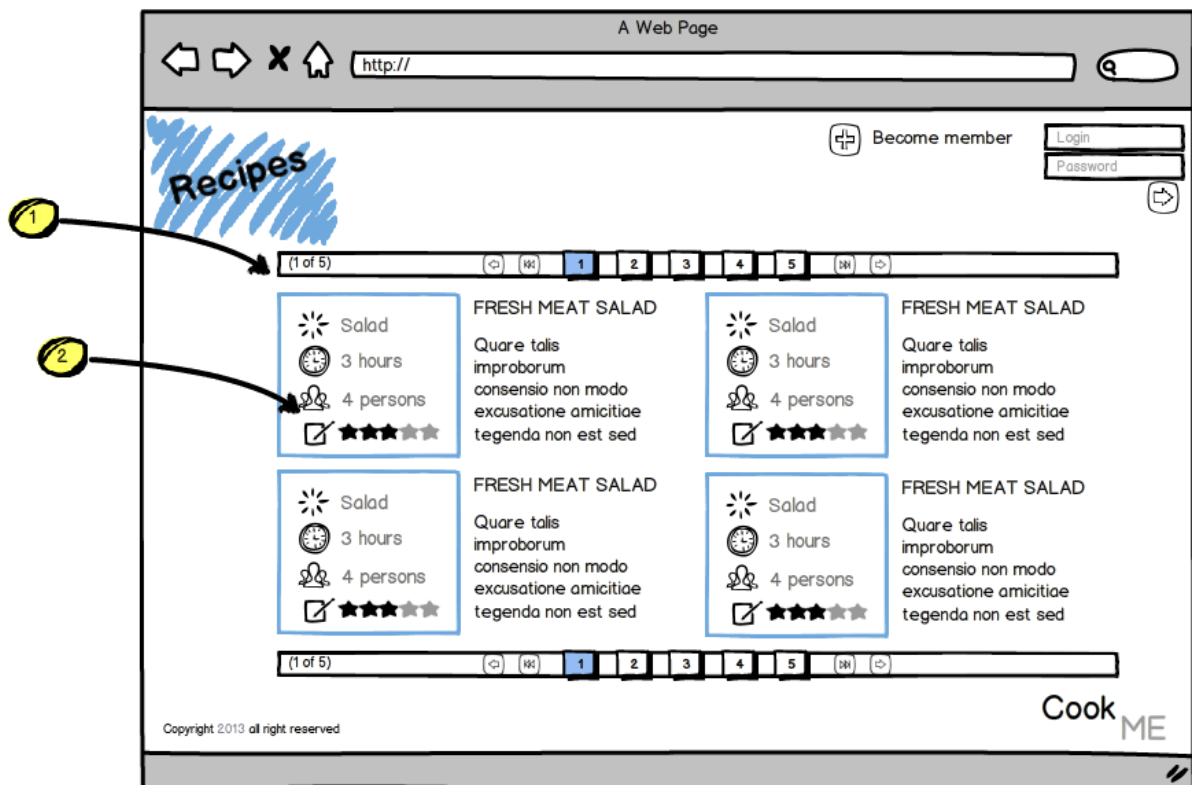 A Web Page
http://
Recipes
Become member
Login
Password
1
(1 of 5) 1 2 3 4 5
2
Salad
3 hours
4 persons
FRESH MEAT SALAD
Quare talis
improborum
consensio non modo
excusatione amicitiae
tegenda non est sed
Salad
3 hours
4 persons
FRESH MEAT SALAD
Quare talis
improborum
consensio non modo
excusatione amicitiae
tegenda non est sed
Salad
3 hours
4 persons
FRESH MEAT SALAD
Quare talis
improborum
consensio non modo
excusatione amicitiae
tegenda non est sed
Salad
3 hours
4 persons
FRESH MEAT SALAD
Quare talis
improborum
consensio non modo
excusatione amicitiae
tegenda non est sed
(1 of 5) 1 2 3 4 5
Cook
ME
Copyright 2013 all right reserved